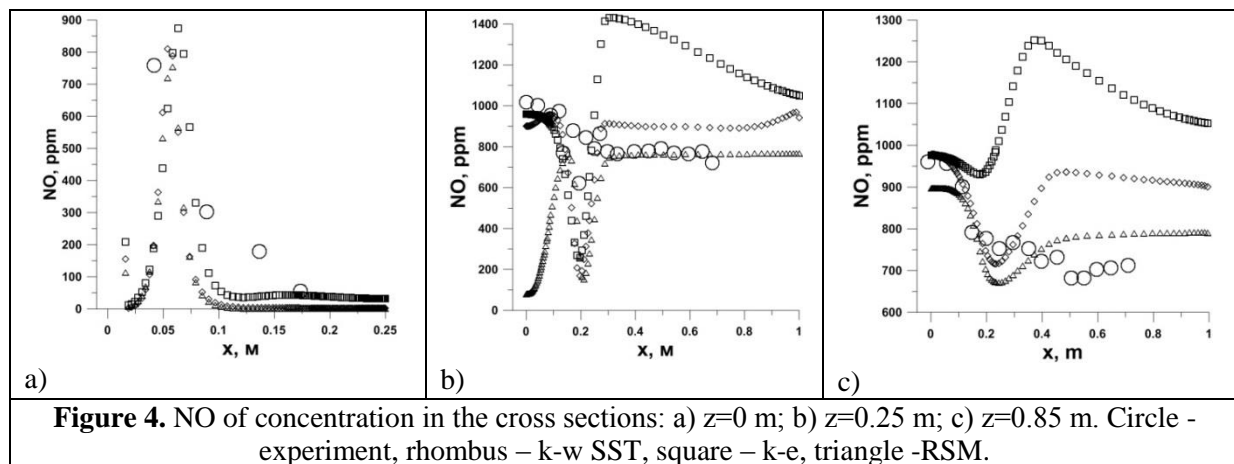 900
800
700
600
500
400
300
200
100
0
NO, ppm
0 0.05 0.1 0.15 0.2 0.25
x, м
a)
1400
1200
1000
800
600
400
200
0
NO, ppm
0 0.2 0.4 0.6 0.8 1
x, м
b)
1300
1200
1100
1000
900
800
700
600
NO, ppm
0 0.2 0.4 0.6 0.8 1
x, m
c)
Figure 4. NO of concentration in the cross sections: a) z=0 m; b) z=0.25 m; c) z=0.85 m. Circle -
experiment, rhombus – k-w SST, square – k-e, triangle -RSM.